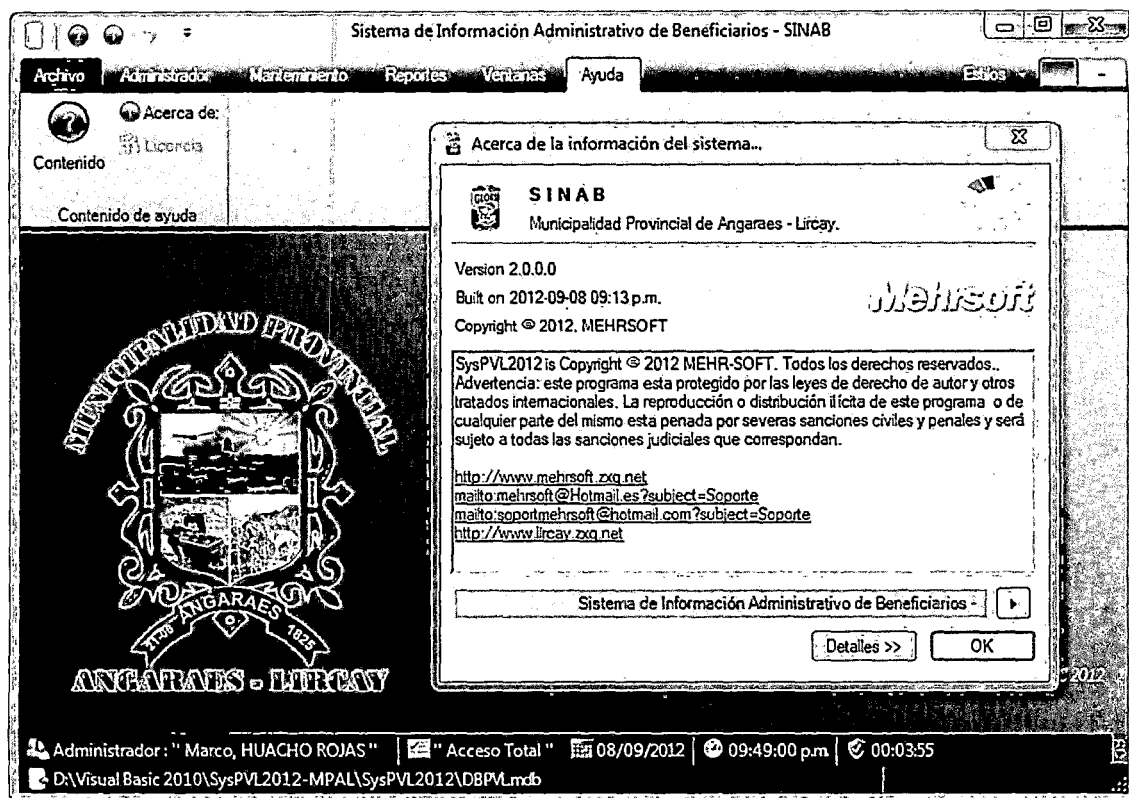 Sistema de Información Administrativo de Beneficiarios - SINAB
Archivo Administrador Mantenimiento Reportes Ventanas Ayuda Estilos
Acerca de:
Licencia
Contenido
Contenido de ayuda
Acerca de la información del sistema...
SINAB
Municipalidad Provincial de Angaraes - Lircay.
Version 2.0.0.0
Built on 2012-09-08 09:13 p.m.
Copyright © 2012, MEHRSOFT
Mehrsoft
SysPVL2012 is Copyright © 2012 MEHR-SOFT. Todos los derechos reservados..
Advertencia: este programa esta protegido por las leyes de derecho de autor y otros
tratados internacionales. La reproducción o distribución ilícita de este programa o de
cualquier parte del mismo esta penada por severas sanciones civiles y penales y será
sujeto a todas las sanciones judiciales que correspondan.
http://www.mehrsoft.zxq.net
mailto:mehrsoft@Hotmail.es?subject=Soporte
mailto:soportmehrsoft@hotmail.com?subject=Soporte
http://www.lircay.zxq.net
Sistema de Información Administrativo de Beneficiarios -
Detalles >> OK
MUNICIPALIDAD PROVINCIAL
ANGARAES
21-06 1825
ANGARAES - LIRCAY
2012
Administrador : " Marco, HUACHO ROJAS " " Acceso Total " 08/09/2012 09:49:00 p.m. 00:03:55
D:\Visual Basic 2010\SysPVL2012-MPAL\SysPVL2012\DBPVL.mdb